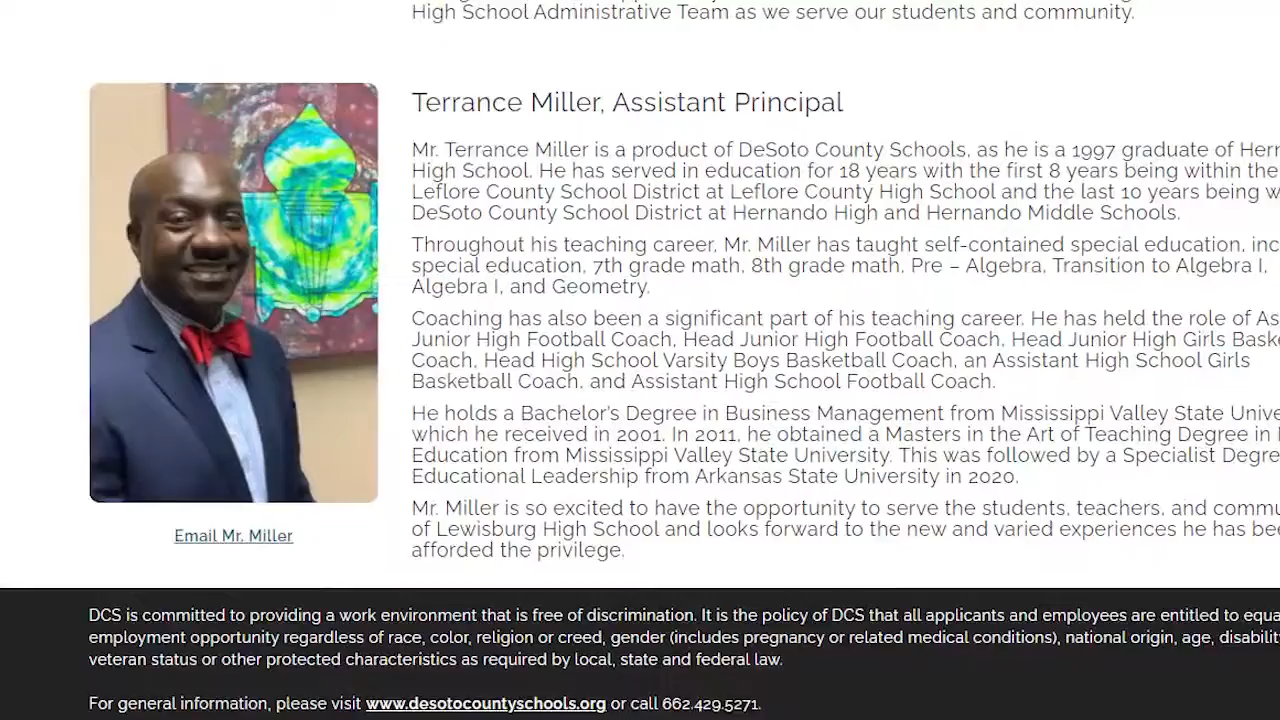 High School Administrative Team as we serve our students and community.
Terrance Miller, Assistant Principal
Mr. Terrance Miller is a product of DeSoto County Schools, as he is a 1997 graduate of
High School. He has served in education for 18 years with the first 8 years being within the
Leflore County School District at Leflore County High School and the last 10 years being
DeSoto County School District at Hernando High and Hernando Middle Schools.
Throughout his teaching career, Mr. Miller has taught self-contained special education,
special education, 7th grade math, 8th grade math, Pre – Algebra, Transition to Algebra I,
Algebra I, and Geometry.
Coaching has also been a significant part of his teaching career. He has held the role of
Junior High Football Coach, Head Junior High Football Coach, Head Junior High Girls
Coach, Head High School Varsity Boys Basketball Coach, an Assistant High School Girls
Basketball Coach, and Assistant High School Football Coach.
He holds a Bachelor's Degree in Business Management from Mississippi Valley State
which he received in 2001. In 2011, he obtained a Masters in the Art of Teaching Degree in
Education from Mississippi Valley State University. This was followed by a Specialist
Educational Leadership from Arkansas State University in 2020.
Mr. Miller is so excited to have the opportunity to serve the students, teachers, and
of Lewisburg High School and looks forward to the new and varied experiences he has
afforded the privilege.
Email Mr. Miller
DCS is committed to providing a work environment that is free of discrimination. It is the policy of DCS that all applicants and employees are entitled to
employment opportunity regardless of race, color, religion or creed, gender (includes pregnancy or related medical conditions), national origin, age,
veteran status or other protected characteristics as required by local, state and federal law.
For general information, please visit www.desotocountyschools.org or call 662.429.5271.